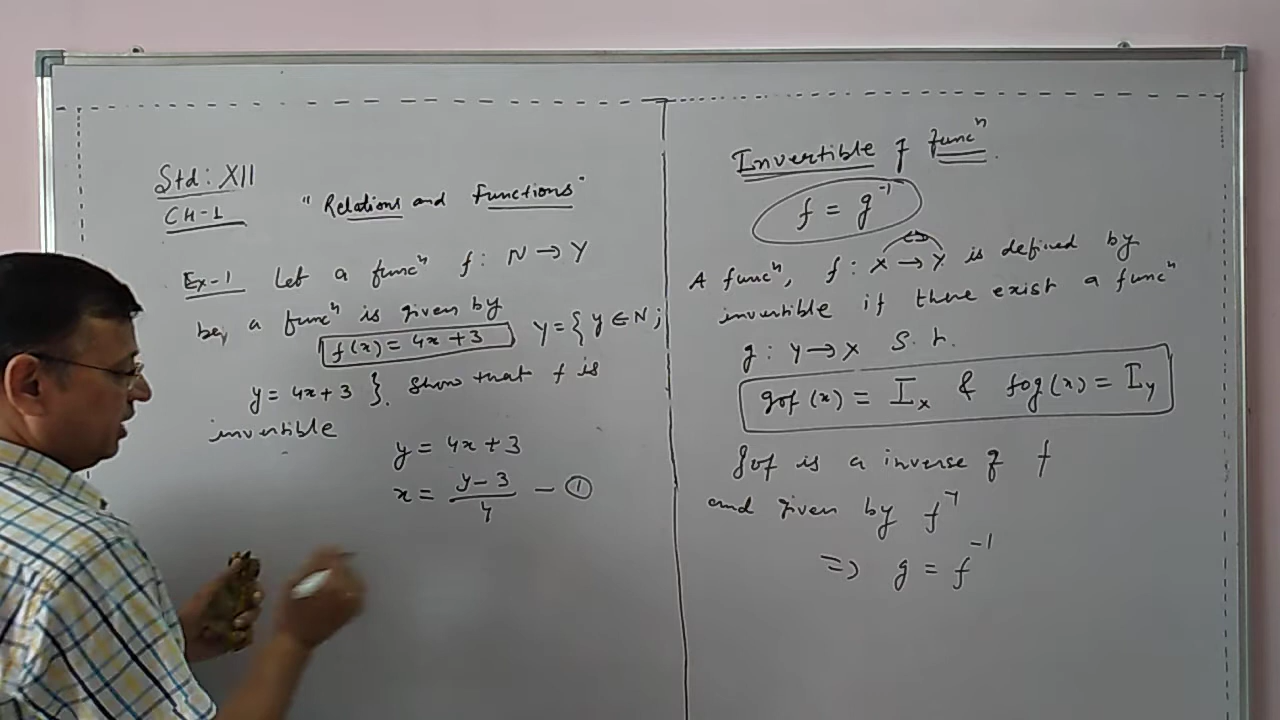 Std: XII
CH-1
"Relations and Functions"
Ex-1 Let a funcⁿ f: N → Y
be, a funcⁿ is given by
f(x) = 4x + 3 Y = { y ∈ N;
y = 4x + 3 }. Show that f is
invertible
y = 4x + 3
x = (y - 3)/4 - ①
Invertible of funcⁿ.
f = g⁻¹
A funcⁿ, f: X → Y is defined by
invertible if there exist a funcⁿ
g: Y → X S.t.
gof(x) = Iₓ & fog(x) = I_y
gof is a inverse of f
and given by f⁻¹
⇒ g = f⁻¹